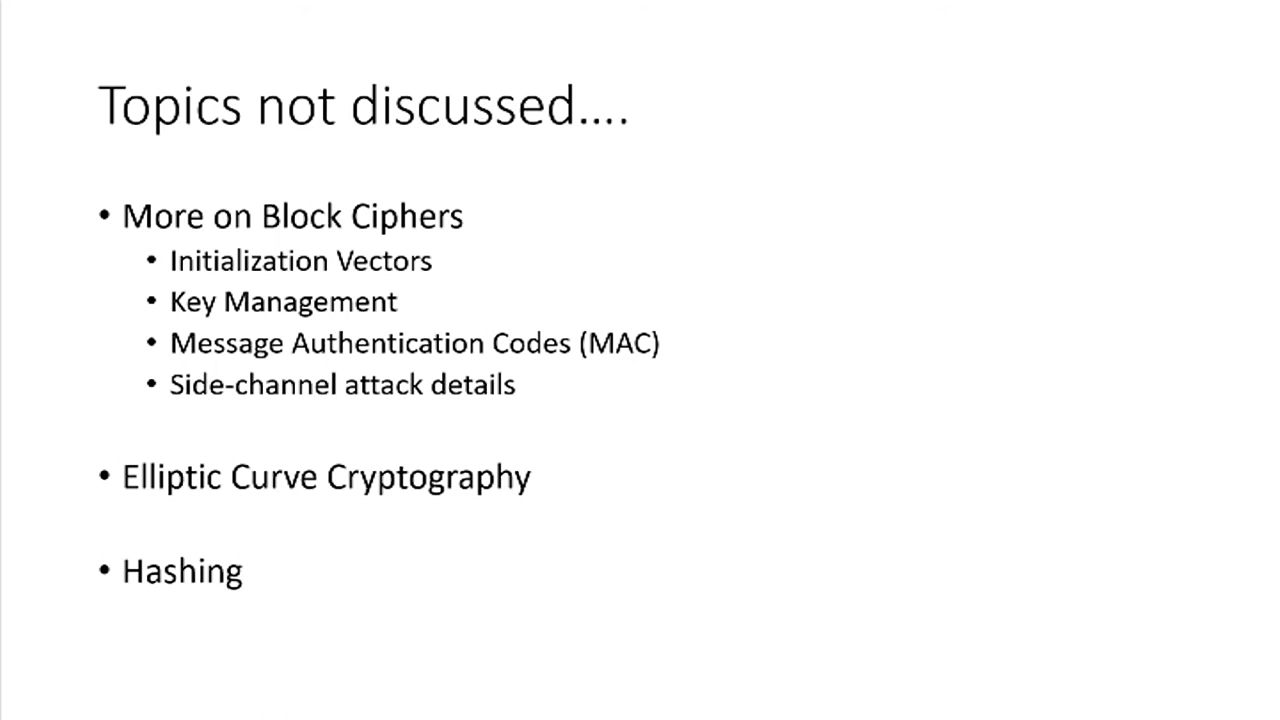 Topics not discussed….
• More on Block Ciphers
• Initialization Vectors
• Key Management
• Message Authentication Codes (MAC)
• Side-channel attack details
• Elliptic Curve Cryptography
• Hashing